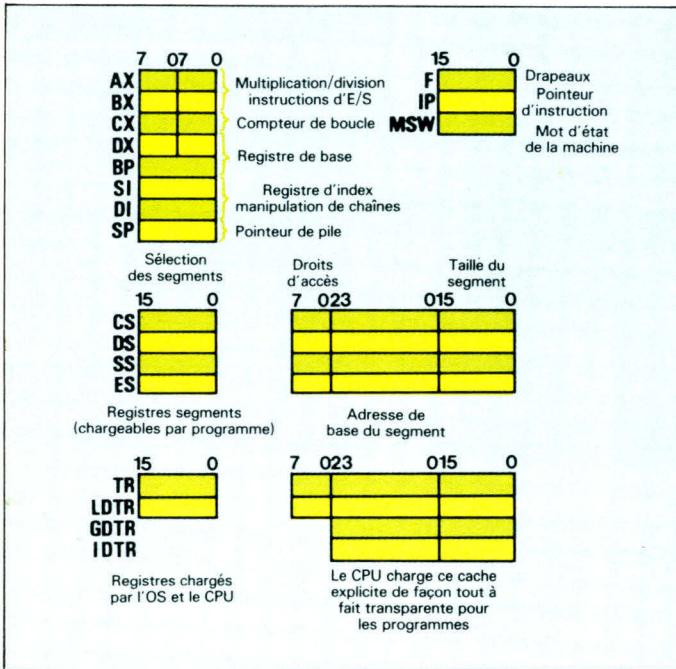 7 07 0
AX
BX
CX
DX
BP
SI
DI
SP
Multiplication/division
instructions d'E/S
Compteur de boucle
Registre de base
Registre d'index
manipulation de chaînes
Pointeur de pile
15 0
F Drapeaux
IP Pointeur
d'instruction
MSW Mot d'état
de la machine
Sélection
des segments
15 0
CS
DS
SS
ES
Registres segments
(chargeables par programme)
Droits
d'accès
Taille du
segment
7 023 015 0
Adresse de
base du segment
15 0
TR
LDTR
GDTR
IDTR
Registres chargés
par l'OS et le CPU
7 023 015 0
Le CPU charge ce cache
explicite de façon tout à
fait transparente pour
les programmes